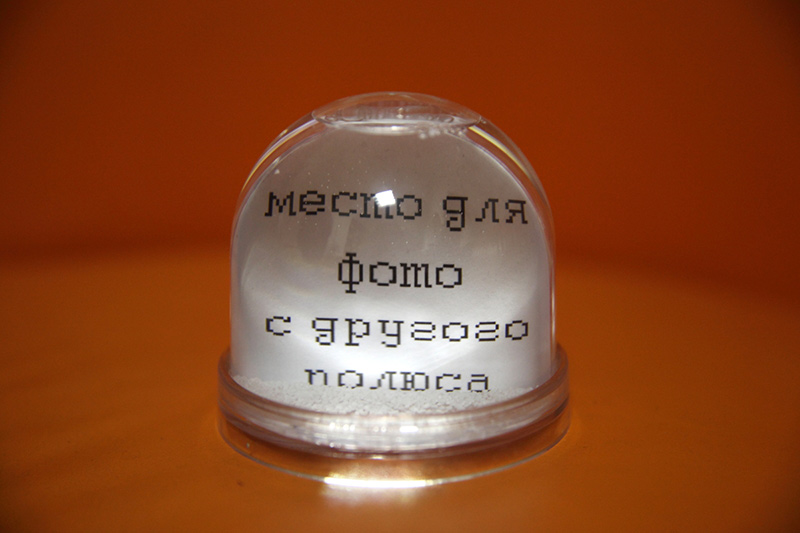 место для
фото
с другого
полюса